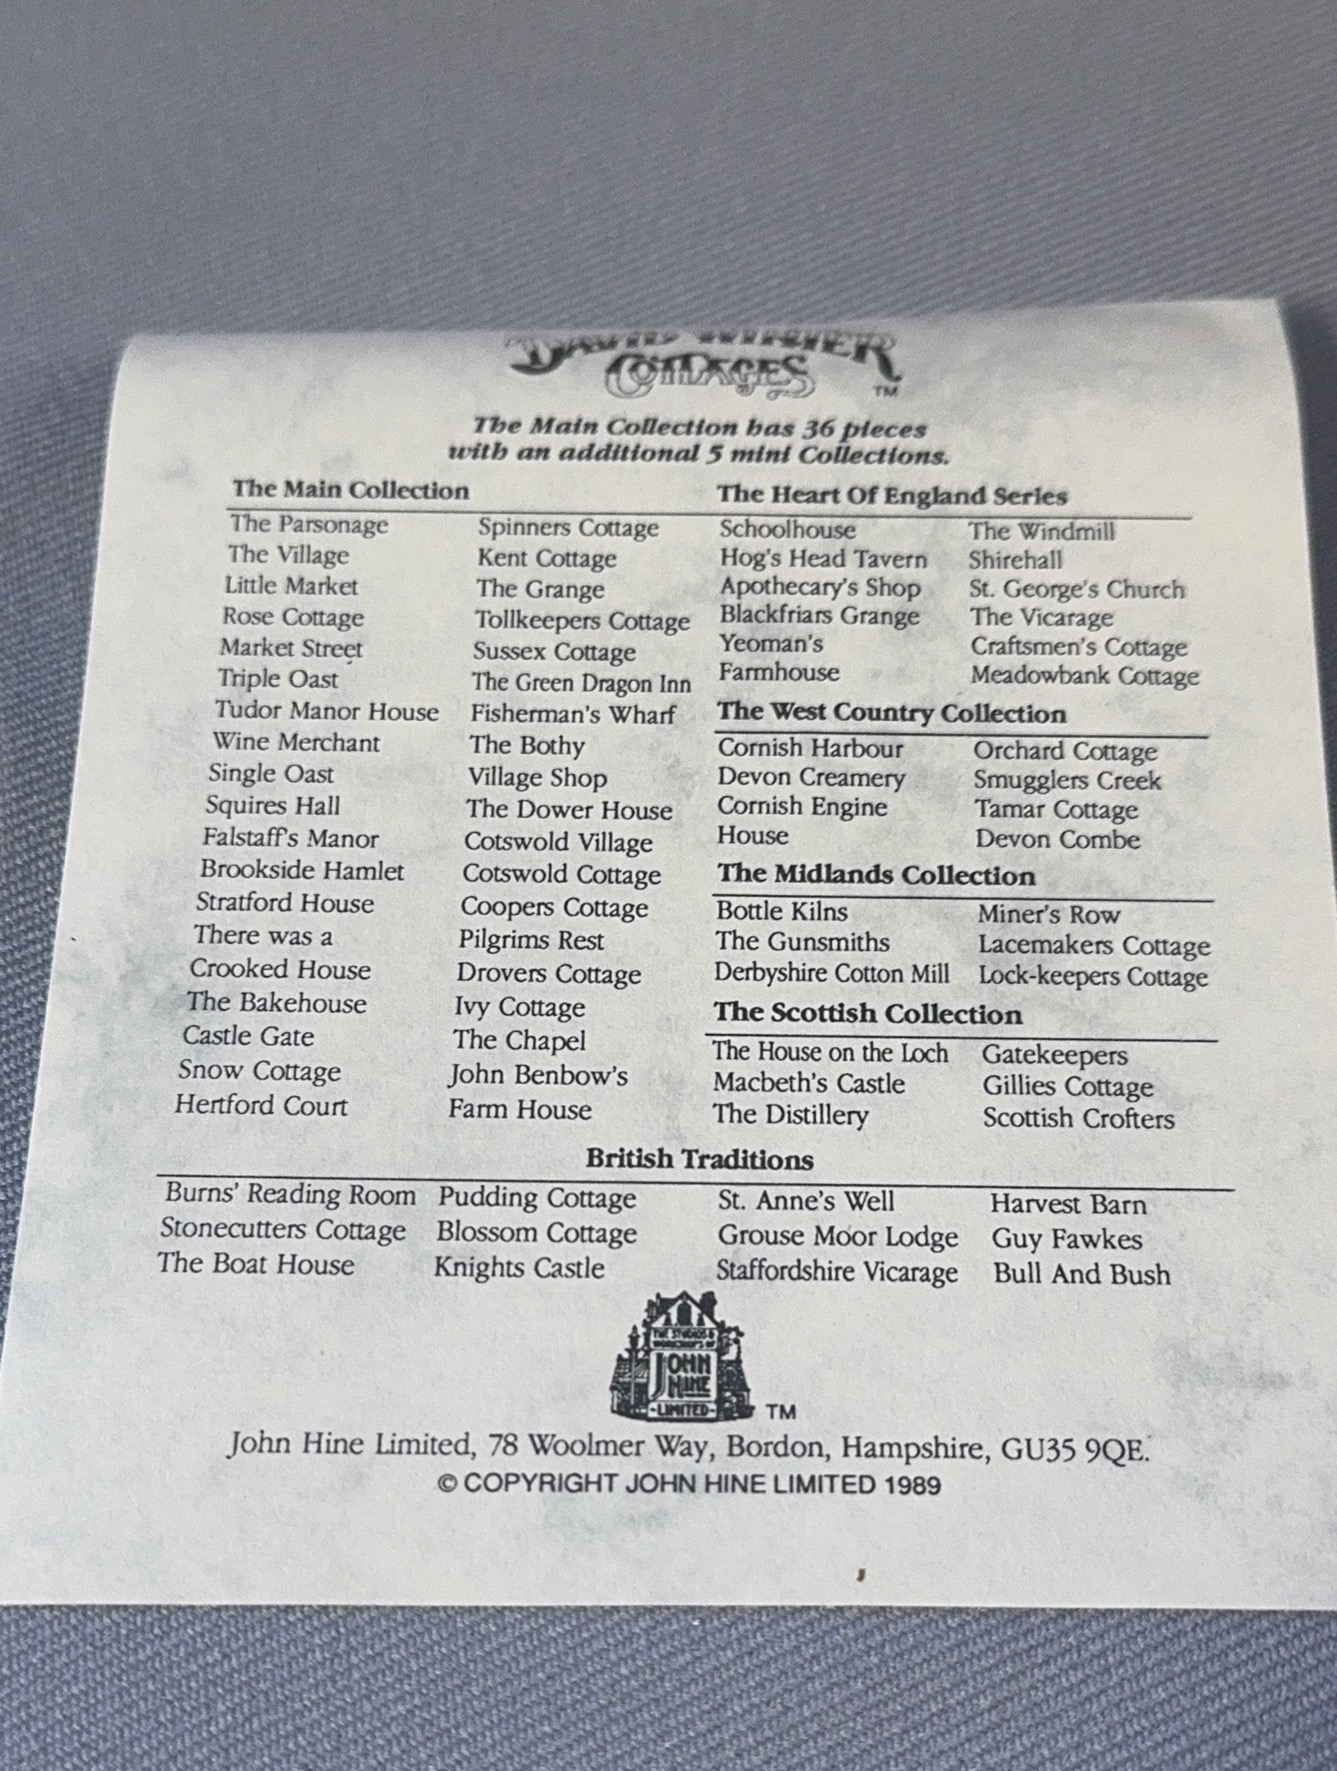 DAVID WINTER
COTTAGES
TM
The Main Collection has 36 pieces
with an additional 5 mini Collections.
The Main Collection
The Parsonage
The Village
Little Market
Rose Cottage
Market Street
Triple Oast
Tudor Manor House
Wine Merchant
Single Oast
Squires Hall
Falstaff's Manor
Brookside Hamlet
Stratford House
There was a
Crooked House
The Bakehouse
Castle Gate
Snow Cottage
Hertford Court
Spinners Cottage
Kent Cottage
The Grange
Tollkeepers Cottage
Sussex Cottage
The Green Dragon Inn
Fisherman's Wharf
The Bothy
Village Shop
The Dower House
Cotswold Village
Cotswold Cottage
Coopers Cottage
Pilgrims Rest
Drovers Cottage
Ivy Cottage
The Chapel
John Benbow's
Farm House
The Heart Of England Series
Schoolhouse
Hog's Head Tavern
Apothecary's Shop
Blackfriars Grange
Yeoman's
Farmhouse
The Windmill
Shirehall
St. George's Church
The Vicarage
Craftsmen's Cottage
Meadowbank Cottage
The West Country Collection
Cornish Harbour
Devon Creamery
Cornish Engine
House
Orchard Cottage
Smugglers Creek
Tamar Cottage
Devon Combe
The Midlands Collection
Bottle Kilns
The Gunsmiths
Derbyshire Cotton Mill
Miner's Row
Lacemakers Cottage
Lock-keepers Cottage
The Scottish Collection
The House on the Loch
Macbeth's Castle
The Distillery
Gatekeepers
Gillies Cottage
Scottish Crofters
British Traditions
Burns' Reading Room
Stonecutters Cottage
The Boat House
Pudding Cottage
Blossom Cottage
Knights Castle
St. Anne's Well
Grouse Moor Lodge
Staffordshire Vicarage
Harvest Barn
Guy Fawkes
Bull And Bush
THE STUDIOS &
WORKSHOPS OF
JOHN
HINE
-LIMITED-
TM
John Hine Limited, 78 Woolmer Way, Bordon, Hampshire, GU35 9QE.
© COPYRIGHT JOHN HINE LIMITED 1989